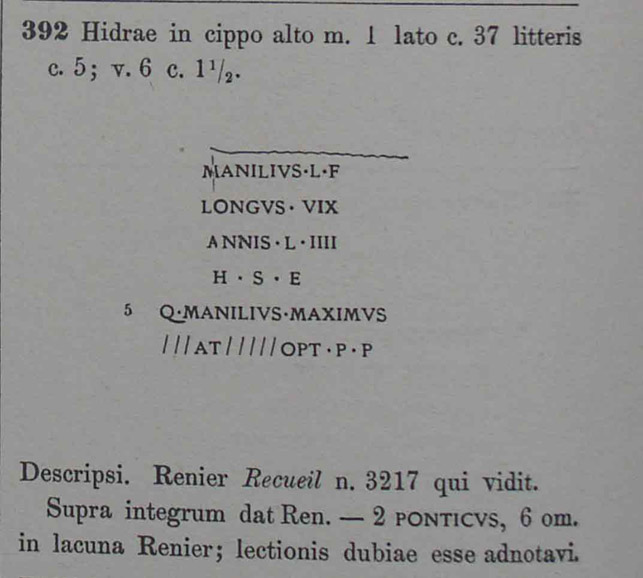 392 Hidrae in cippo alto m. 1 lato c. 37 litteris
c. 5; v. 6 c. 1 1/2.
MANILIVS·L·F
LONGVS·VIX
ANNIS·L·IIII
H·S·E
5 Q·MANILIVS·MAXIMVS
///AT/////OPT·P·P
Descripsi. Renier Recueil n. 3217 qui vidit.
Supra integrum dat Ren. — 2 PONTICVS, 6 om.
in lacuna Renier; lectionis dubiae esse adnotavi.